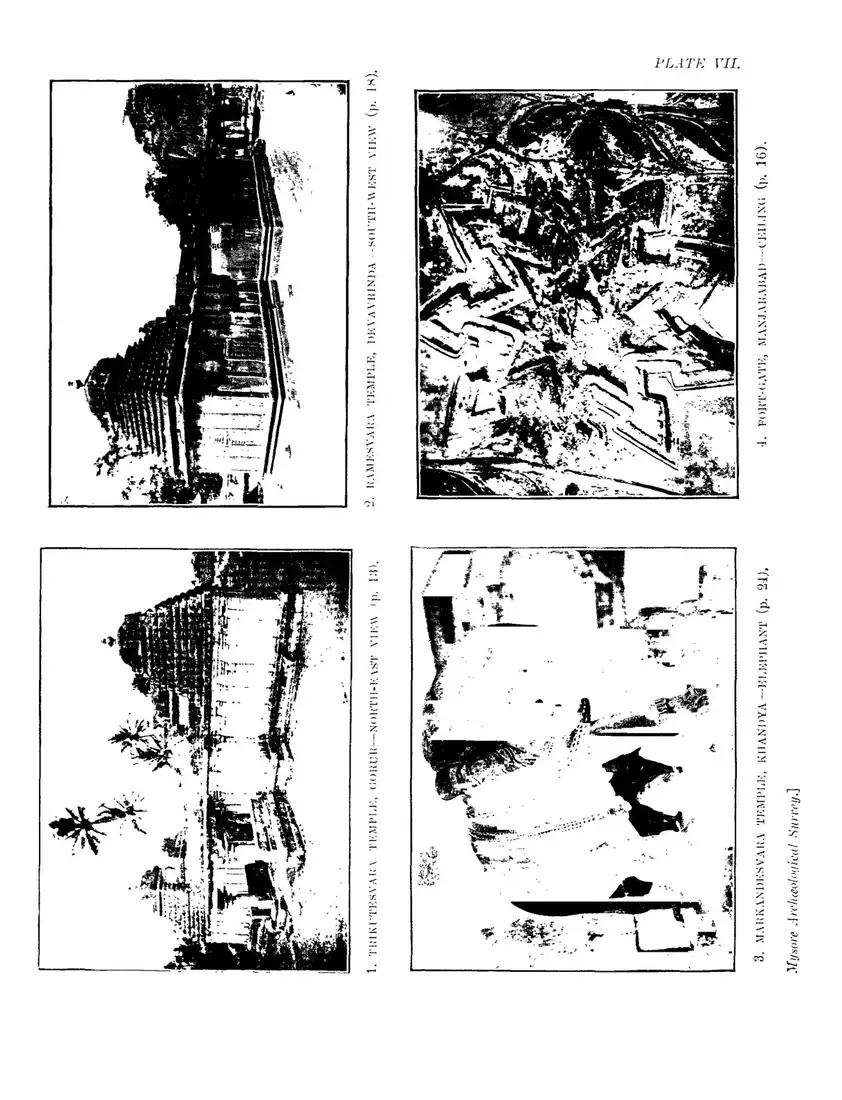 PLATE VII.
1. TRIKUTESVARA TEMPLE, GORUR—NORTH-EAST VIEW (p. 13).
2. RAMESVARA TEMPLE, DEVAVRINDA—SOUTH-WEST VIEW (p. 18).
3. MARKANDESVARA TEMPLE, KHANDYA—ELEPHANT (p. 24).
4. FORT-GATE, MANJARABAD—CEILING (p. 16).
Mysore Archæological Survey.]